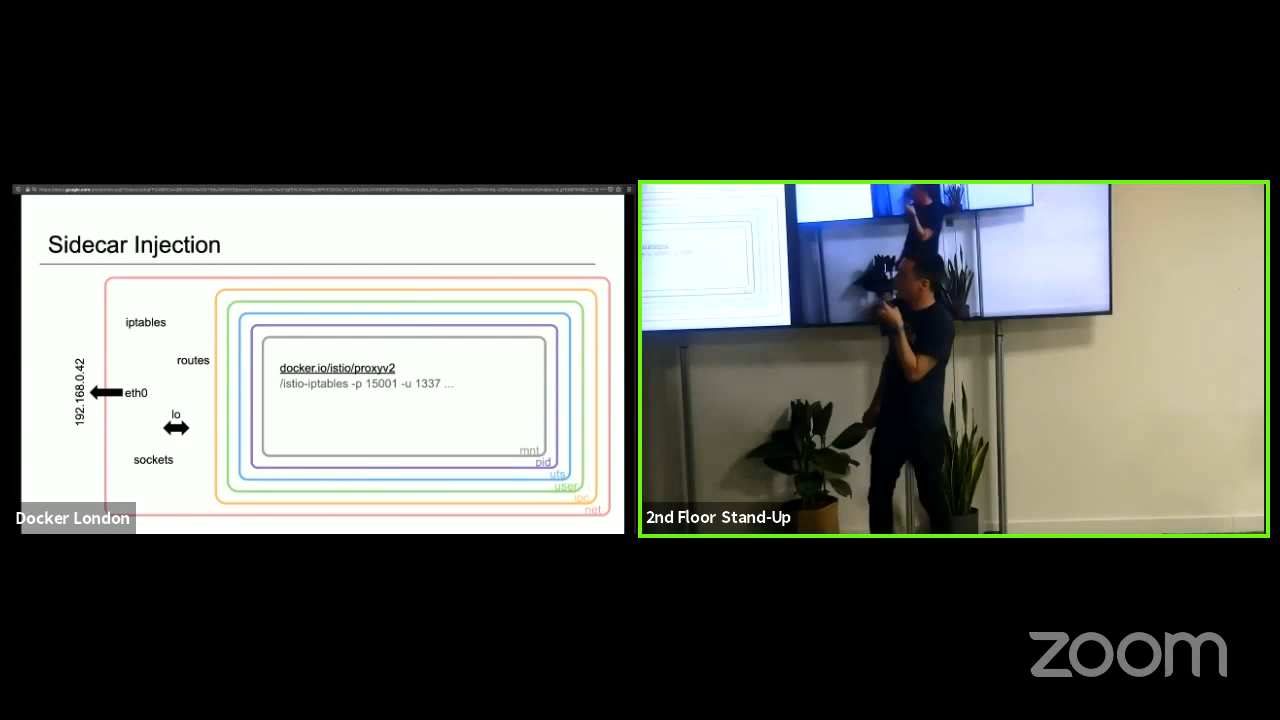 Sidecar Injection
iptables
routes
192.168.0.42
eth0
lo
sockets
docker.io/istio/proxyv2
/istio-iptables -p 15001 -u 1337 ...
mnt
pid
uts
user
ipc
net
Docker London
2nd Floor Stand-Up
zoom